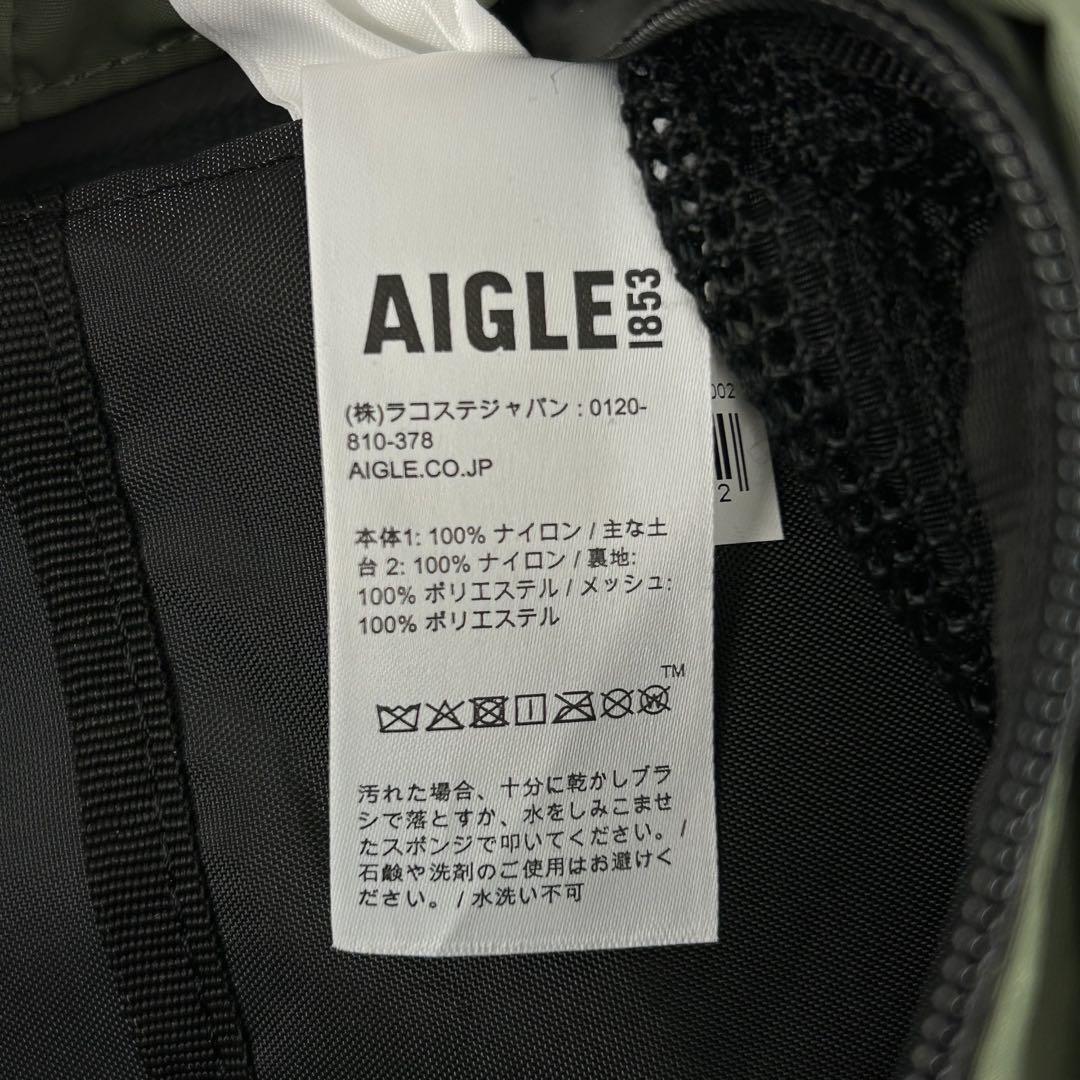 AIGLE 1853
(株)ラコステジャパン : 0120-
810-378
AIGLE.CO.JP
本体1: 100% ナイロン / 主な土
台 2: 100% ナイロン / 裏地:
100% ポリエステル / メッシュ:
100% ポリエステル
TM
汚れた場合、十分に乾かしブラ
シで落とすか、水をしみこませ
たスポンジで叩いてください。 /
石鹸や洗剤のご使用はお避けく
ださい。 / 水洗い不可
002
2